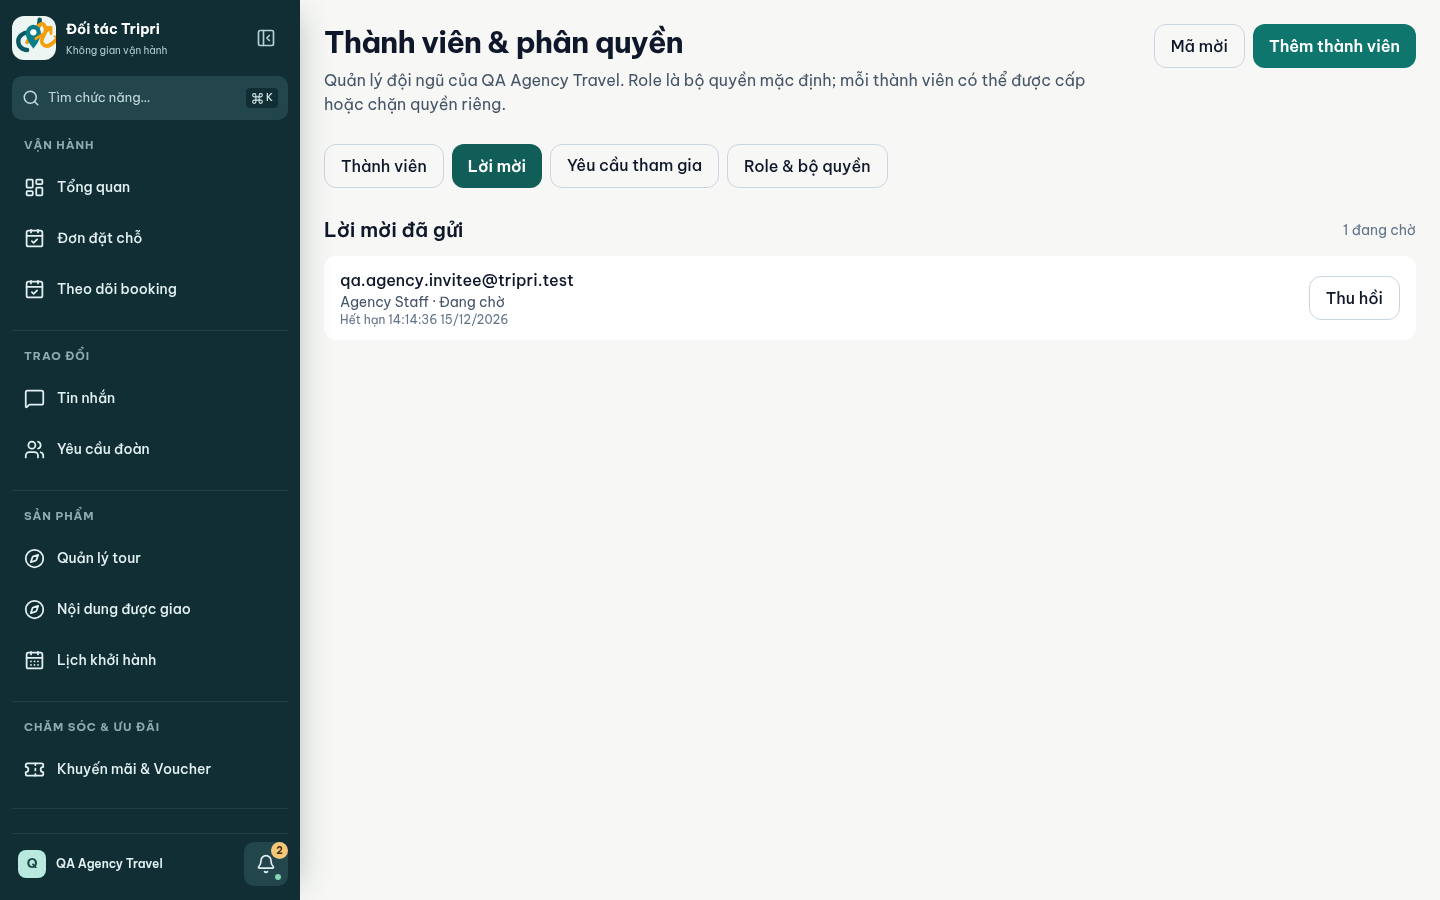 Đối tác Tripri
Không gian vận hành
Tìm chức năng...
⌘K
VẬN HÀNH
Tổng quan
Đơn đặt chỗ
Theo dõi booking
TRAO ĐỔI
Tin nhắn
Yêu cầu đoàn
SẢN PHẨM
Quản lý tour
Nội dung được giao
Lịch khởi hành
CHĂM SÓC & ƯU ĐÃI
Khuyến mãi & Voucher
Q
QA Agency Travel
2
Thành viên & phân quyền
Quản lý đội ngũ của QA Agency Travel. Role là bộ quyền mặc định; mỗi thành viên có thể được cấp
hoặc chặn quyền riêng.
Mã mời
Thêm thành viên
Thành viên
Lời mời
Yêu cầu tham gia
Role & bộ quyền
Lời mời đã gửi
1 đang chờ
qa.agency.invitee@tripri.test
Agency Staff · Đang chờ
Hết hạn 14:14:36 15/12/2026
Thu hồi